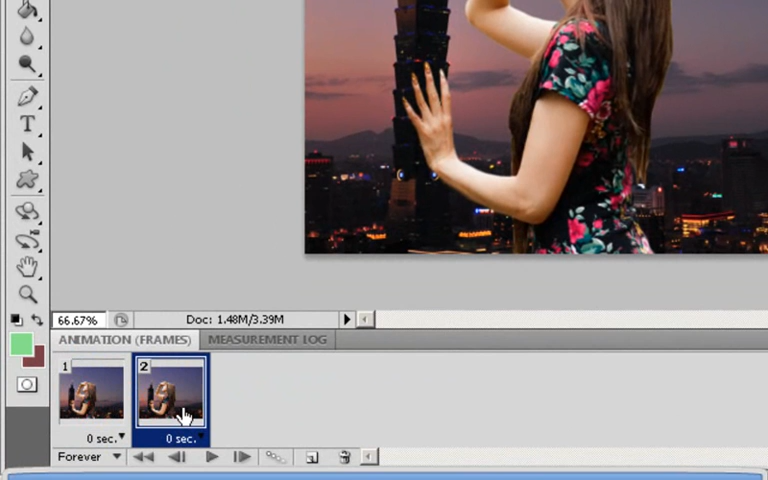 T
66.67%
Doc: 1.48M/3.39M
ANIMATION (FRAMES)
MEASUREMENT LOG
1
2
0 sec.
0 sec.
Forever